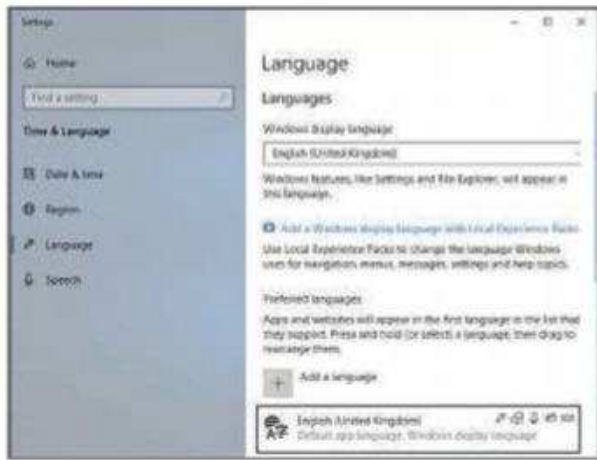 Settings
Home
Find a setting
Time & Language
Date & time
Region
Language
Speech
Language
Languages
Windows display language
English (United Kingdom)
Windows features, like Settings and File Explorer, will appear in
this language.
Add a Windows display language with Local Experience Packs
Use Local Experience Packs to change the language Windows
uses for navigation, menus, messages, settings and help topics.
Preferred languages
Apps and websites will appear in the first language in the list that
they support. Press and hold (or select) a language, then drag to
rearrange them.
Add a language
English (United Kingdom)
Default app language, Windows display language